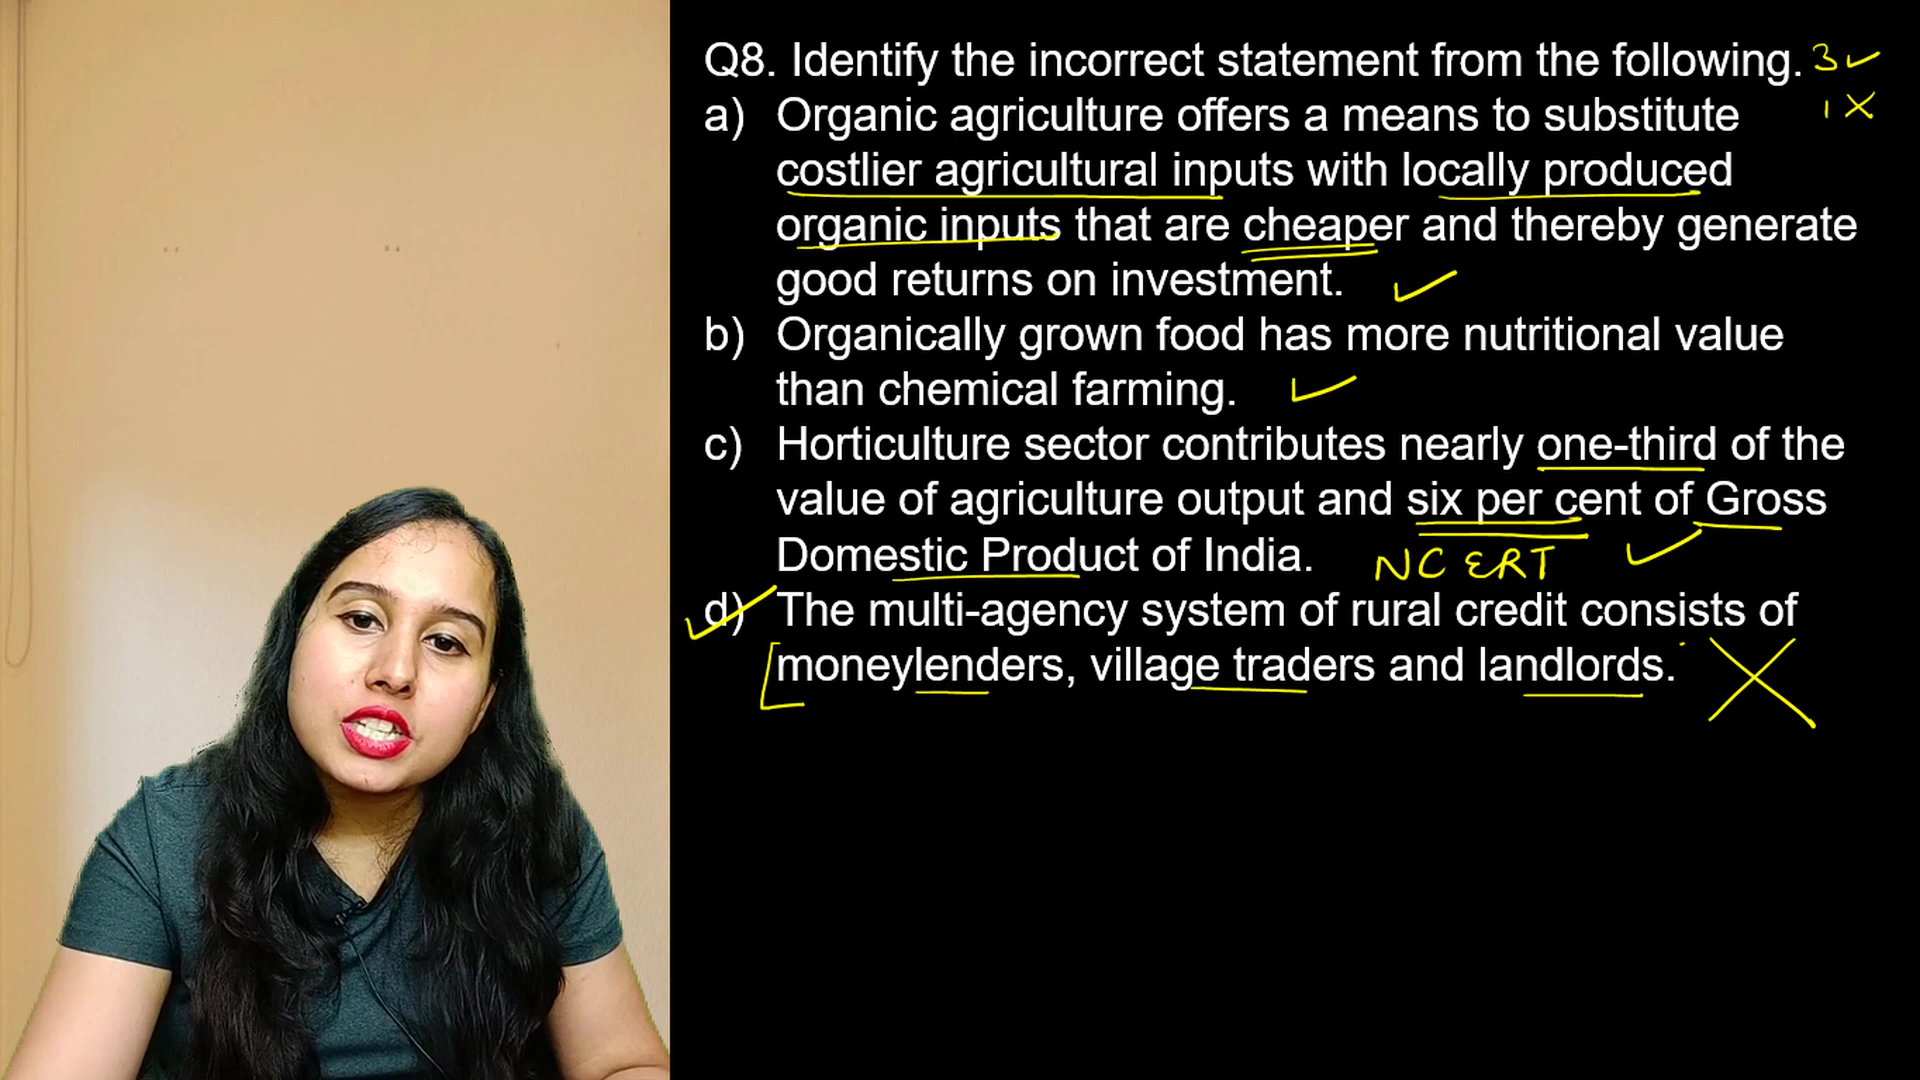 Q8. Identify the incorrect statement from the following. 3 ✓
a) Organic agriculture offers a means to substitute 1 X
costlier agricultural inputs with locally produced
organic inputs that are cheaper and thereby generate
good returns on investment. ✓
b) Organically grown food has more nutritional value
than chemical farming. ✓
c) Horticulture sector contributes nearly one-third of the
value of agriculture output and six per cent of Gross
Domestic Product of India. NCERT ✓
d) The multi-agency system of rural credit consists of
moneylenders, village traders and landlords. X